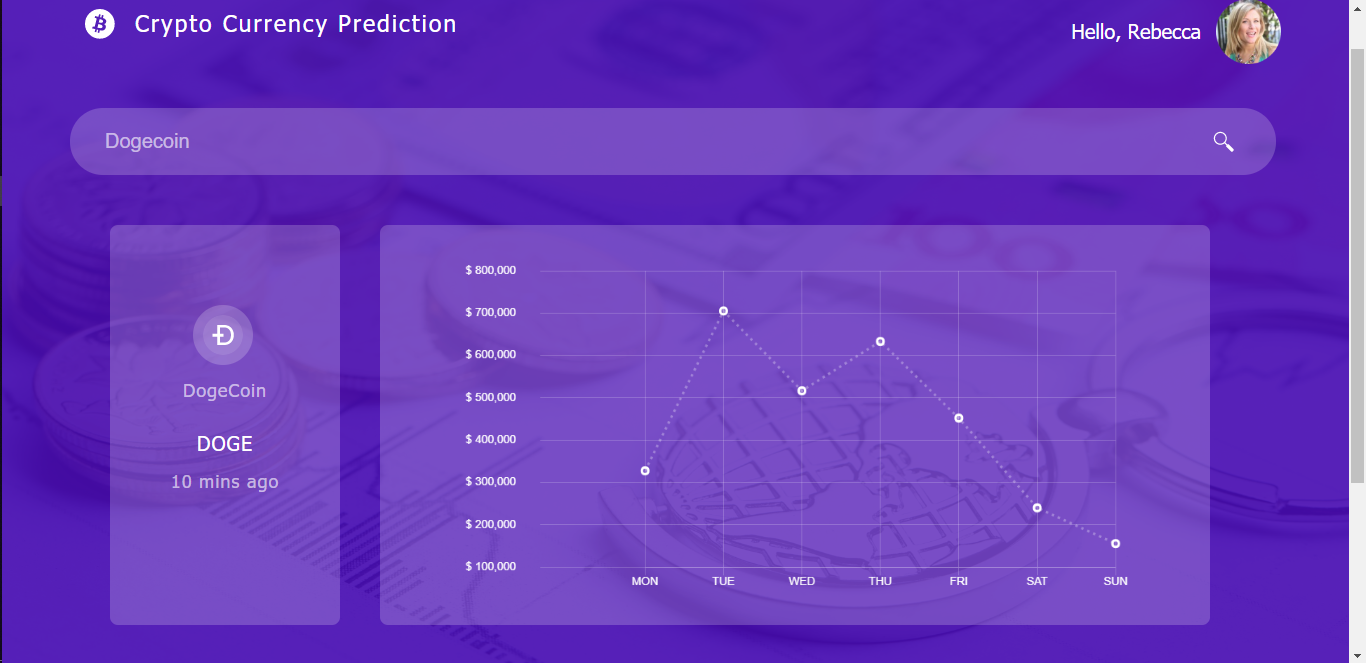 Crypto Currency Prediction
Hello, Rebecca
Dogecoin
DogeCoin
DOGE
10 mins ago
$ 800,000
$ 700,000
$ 600,000
$ 500,000
$ 400,000
$ 300,000
$ 200,000
$ 100,000
MON TUE WED THU FRI SAT SUN